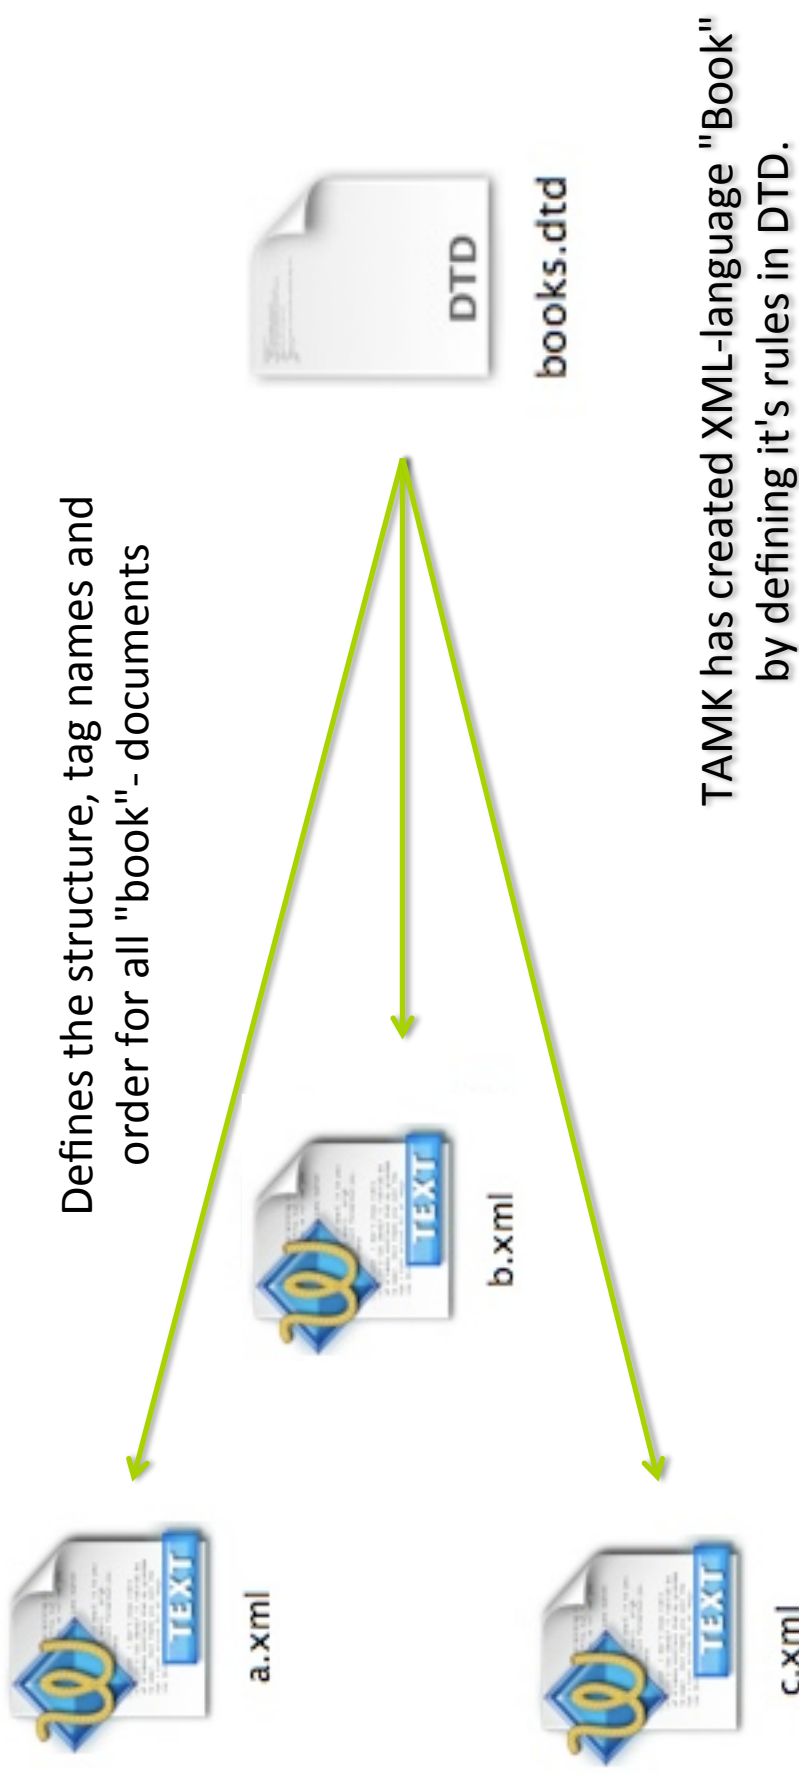 Defines the structure, tag names and
order for all "book"- documents
a.xml
TEXT
b.xml
TEXT
c.xml
TEXT
DTD
books.dtd
TAMK has created XML-language "Book"
by defining it's rules in DTD.